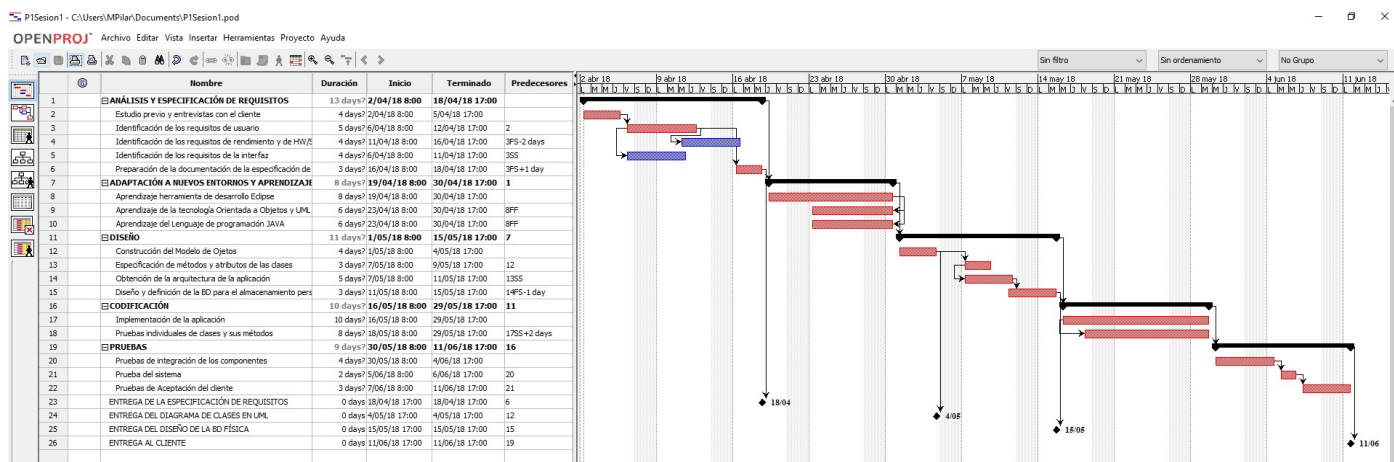 P1Sesion1 - C:\Users\MPilar\Documents\P1Sesion1.pod
OPENPROJ Archivo Editar Vista Insertar Herramientas Proyecto Ayuda
Sin filtro Sin ordenamiento No Grupo
Nombre Duración Inicio Terminado Predecesores
2 abr 18 9 abr 18 16 abr 18 23 abr 18 30 abr 18 7 may 18 14 may 18 21 may 18 28 may 18 4 jun 18 11 jun 18
L M M J V S D L M M J V S D L M M J V S D L M M J V S D L M M J V S D L M M J V S D L M M J V S D L M M J V S D L M M J V S D L M M J V S D L M M J V S
1 ANÁLISIS Y ESPECIFICACIÓN DE REQUISITOS 13 days? 2/04/18 8:00 18/04/18 17:00
2 Estudio previo y entrevistas con el cliente 4 days? 2/04/18 8:00 5/04/18 17:00
3 Identificación de los requisitos de usuario 5 days? 6/04/18 8:00 12/04/18 17:00 2
4 Identificación de los requisitos de rendimiento y de HW/S 4 days? 11/04/18 8:00 16/04/18 17:00 3FS-2 days
5 Identificación de los requisitos de la interfaz 4 days? 6/04/18 8:00 11/04/18 17:00 3SS
6 Preparación de la documentación de la especificación de 3 days? 16/04/18 8:00 18/04/18 17:00 3FS+1 day
7 ADAPTACIÓN A NUEVOS ENTORNOS Y APRENDIZAJE 8 days? 19/04/18 8:00 30/04/18 17:00 1
8 Aprendizaje herramienta de desarrollo Eclipse 8 days? 19/04/18 8:00 30/04/18 17:00
9 Aprendizaje de la tecnología Orientada a Objetos y UML 6 days? 23/04/18 8:00 30/04/18 17:00 8FF
10 Aprendizaje del Lenguaje de programación JAVA 6 days? 23/04/18 8:00 30/04/18 17:00 8FF
11 DISEÑO 11 days? 1/05/18 8:00 15/05/18 17:00 7
12 Construcción del Modelo de Ojetos 4 days? 1/05/18 8:00 4/05/18 17:00
13 Especificación de métodos y atributos de las clases 3 days? 7/05/18 8:00 9/05/18 17:00 12
14 Obtención de la arquitectura de la aplicación 5 days? 7/05/18 8:00 11/05/18 17:00 13SS
15 Diseño y definición de la BD para el almacenamiento pers 3 days? 11/05/18 8:00 15/05/18 17:00 14FS-1 day
16 CODIFICACIÓN 10 days? 16/05/18 8:00 29/05/18 17:00 11
17 Implementación de la aplicación 10 days? 16/05/18 8:00 29/05/18 17:00
18 Pruebas individuales de clases y sus métodos 8 days? 18/05/18 8:00 29/05/18 17:00 17SS+2 days
19 PRUEBAS 9 days? 30/05/18 8:00 11/06/18 17:00 16
20 Pruebas de integración de los componentes 4 days? 30/05/18 8:00 4/06/18 17:00
21 Prueba del sistema 2 days? 5/06/18 8:00 6/06/18 17:00 20
22 Pruebas de Aceptación del cliente 3 days? 7/06/18 8:00 11/06/18 17:00 21
23 ENTREGA DE LA ESPECIFICACIÓN DE REQUISITOS 0 days 18/04/18 17:00 18/04/18 17:00 6 18/04
24 ENTREGA DEL DIAGRAMA DE CLASES EN UML 0 days 4/05/18 17:00 4/05/18 17:00 12 4/05
25 ENTREGA DEL DISEÑO DE LA BD FÍSICA 0 days 15/05/18 17:00 15/05/18 17:00 15 15/05
26 ENTREGA AL CLIENTE 0 days 11/06/18 17:00 11/06/18 17:00 19 11/06